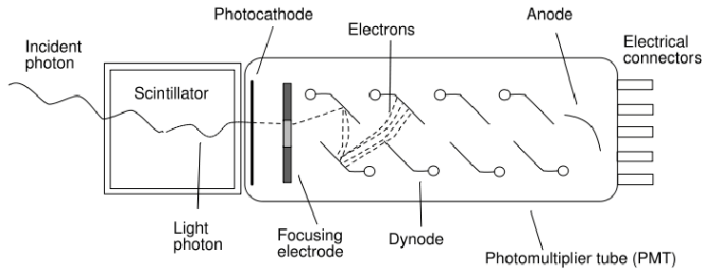 Photocathode
Anode
Electrons
Incident
photon
Electrical
connectors
Scintillator
Light
photon
Focusing
electrode
Dynode
Photomultiplier tube (PMT)